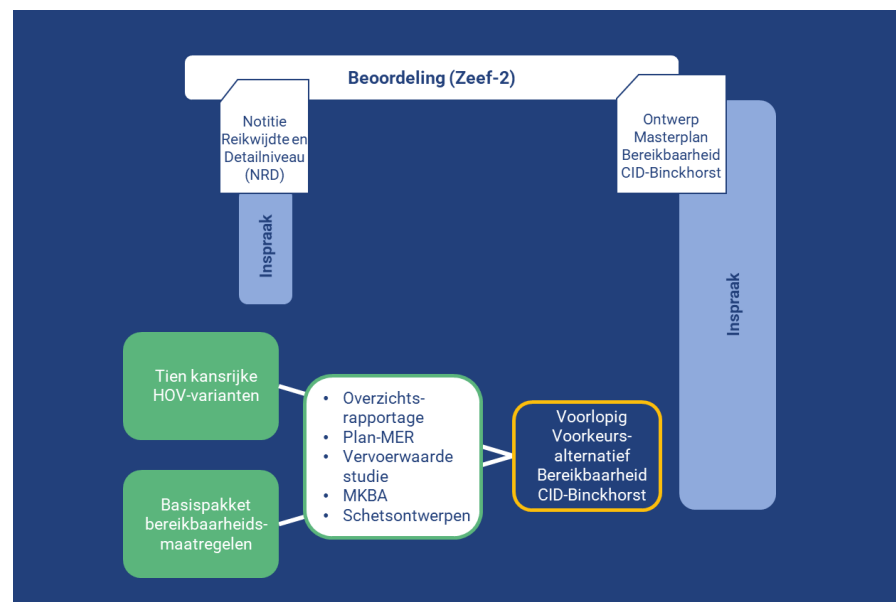 Beoordeling (Zeef-2)
Notitie
Reikwijdte en
Detailniveau
(NRD)
Ontwerp
Masterplan
Bereikbaarheid
CID-Binckhorst
Inspraak
Inspraak
Tien kansrijke
HOV-varianten
• Overzichts-
rapportage
• Plan-MER
• Vervoerwaarde
studie
• MKBA
• Schetsontwerpen
Voorlopig
Voorkeurs-
alternatief
Bereikbaarheid
CID-Binckhorst
Basispakket
bereikbaarheids-
maatregelen